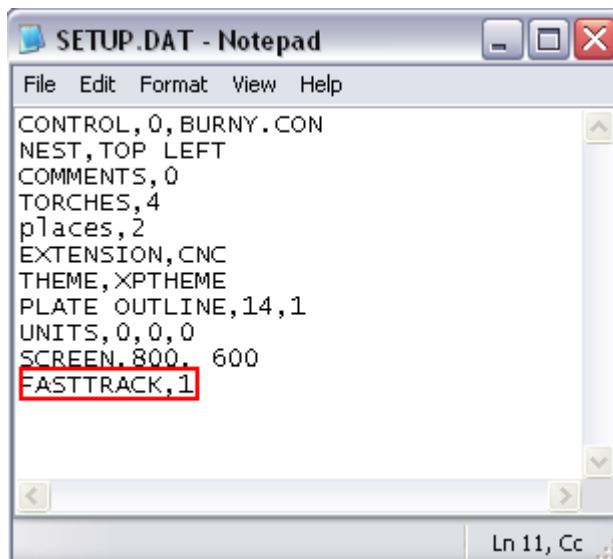 SETUP.DAT - Notepad
File Edit Format View Help
CONTROL,0,BURNY.CON
NEST,TOP LEFT
COMMENTS,0
TORCHES,4
places,2
EXTENSION,CNC
THEME,XPTHEME
PLATE OUTLINE,14,1
UNITS,0,0,0
SCREEN,800, 600
FASTTRACK,1
Ln 11, Cc